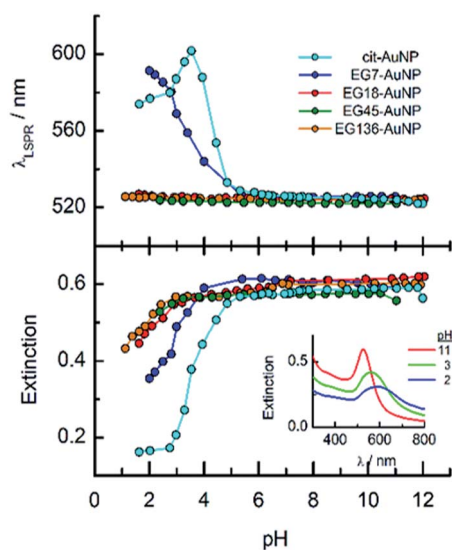 600
560
520
λLSPR / nm
cit-AuNP
EG7-AuNP
EG18-AuNP
EG45-AuNP
EG136-AuNP
0.6
0.4
0.2
Extinction
0 2 4 6 8 10 12
pH
0.5
0.0
Extinction
400 600 800
λ / nm
pH
11
3
2